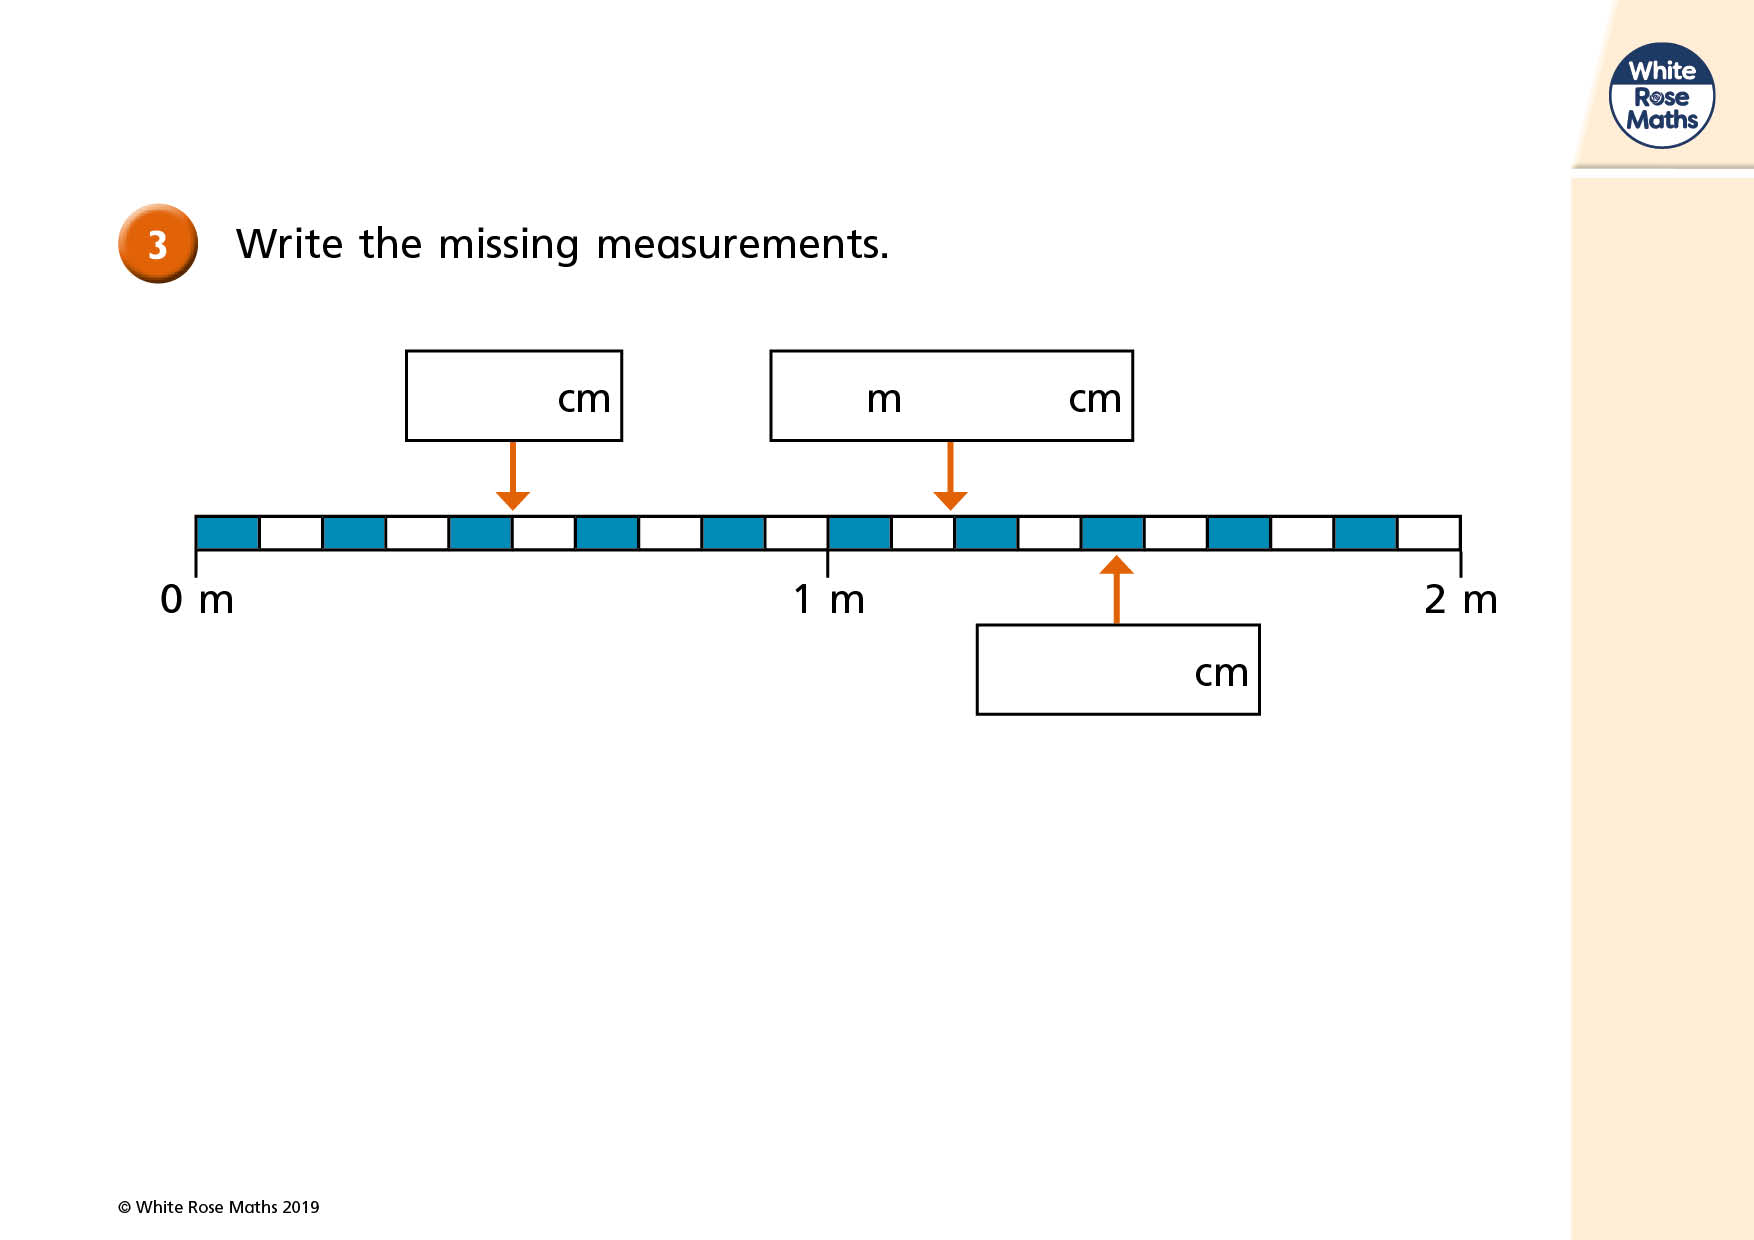 White
Rose
Maths
3 Write the missing measurements.
cm
m cm
0 m 1 m 2 m
cm
© White Rose Maths 2019